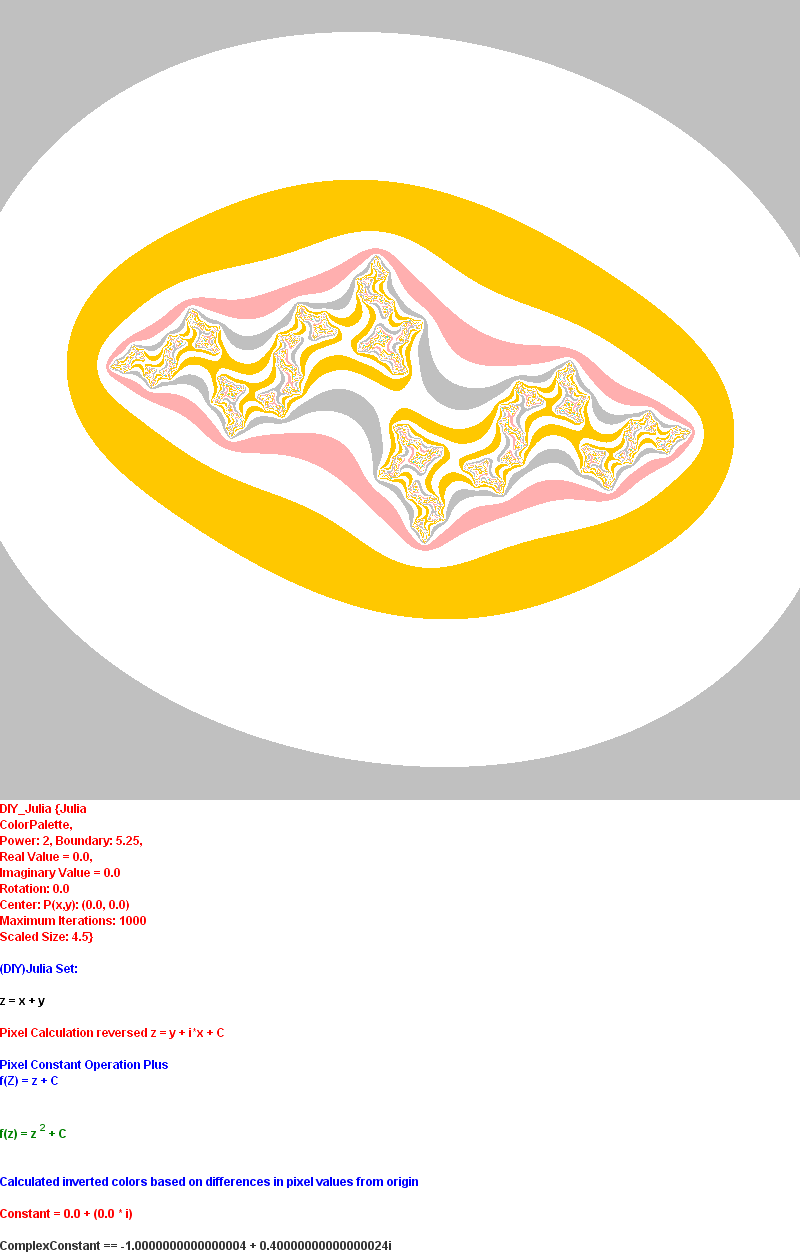 DIY_Julia {Julia
ColorPalette,
Power: 2, Boundary: 5.25,
Real Value = 0.0,
Imaginary Value = 0.0
Rotation: 0.0
Center: P(x,y): (0.0, 0.0)
Maximum Iterations: 1000
Scaled Size: 4.5}
(DIY)Julia Set:
z = x + y
Pixel Calculation reversed z = y + i*x + C
Pixel Constant Operation Plus
f(Z) = z + C
f(z) = z 2 + C
Calculated inverted colors based on differences in pixel values from origin
Constant = 0.0 + (0.0 * i)
ComplexConstant == -1.0000000000000004 + 0.40000000000000024i